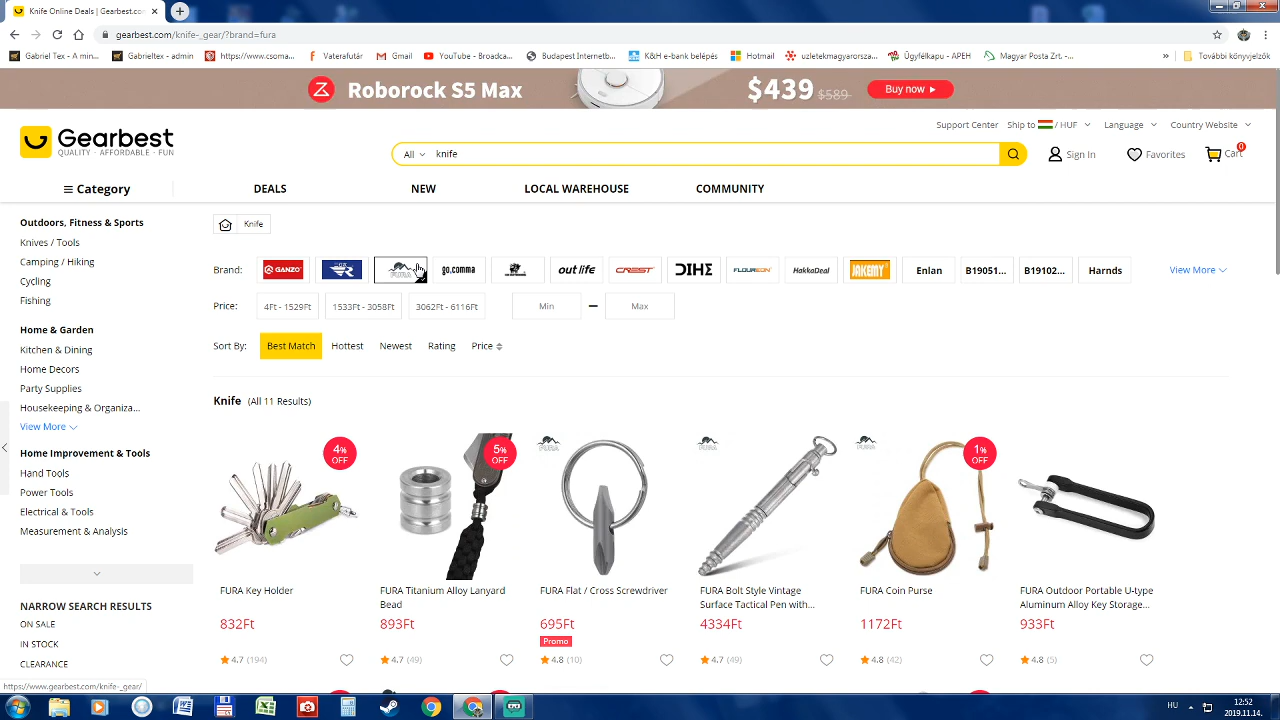 Knife Online Deals | Gearbest.com
gearbest.com/knife-_gear/?brand=fura
Gabriel Tex - A min...
Gabrieltex - admin
https://www.csoma...
Vaterafutár
Gmail
YouTube - Broadca...
Budapest.Internetb...
K&H e-bank belépés
Hotmail
uzletekmagyarorsza...
Ügyfélkapu - APEH
Magyar Posta Zrt. -...
»
További könyvjelzők
Roborock S5 Max
$439 $589
Buy now
Gearbest
QUALITY · AFFORDABLE · FUN
Support Center
Ship to / HUF
Language
Country Website
All
knife
Sign In
Favorites
Cart
0
Category
DEALS
NEW
LOCAL WAREHOUSE
COMMUNITY
Outdoors, Fitness & Sports
Knives / Tools
Camping / Hiking
Cycling
Fishing
Home & Garden
Kitchen & Dining
Home Decors
Party Supplies
Housekeeping & Organiza...
View More
Home Improvement & Tools
Hand Tools
Power Tools
Electrical & Tools
Measurement & Analysis
NARROW SEARCH RESULTS
ON SALE
IN STOCK
CLEARANCE
Knife
Brand:
GANZO
FURA
go.comma
out life
CREST
DIHE
FLOUREON
HakkaDeal
JAKEMY
Enlan
B19051...
B19102...
Harnds
View More
Price:
4Ft - 1529Ft
1533Ft - 3058Ft
3062Ft - 6116Ft
Min
Max
Sort By:
Best Match
Hottest
Newest
Rating
Price
Knife (All 11 Results)
4% OFF
5% OFF
FURA
FURA
FURA
1% OFF
FURA Key Holder
832Ft
4.7 (194)
FURA Titanium Alloy Lanyard
Bead
893Ft
4.7 (49)
FURA Flat / Cross Screwdriver
695Ft
Promo
4.8 (10)
FURA Bolt Style Vintage
Surface Tactical Pen with...
4334Ft
4.7 (49)
FURA Coin Purse
1172Ft
4.8 (42)
FURA Outdoor Portable U-type
Aluminum Alloy Key Storage...
933Ft
4.8 (5)
https://www.gearbest.com/knife-_gear/
HU
12:52
2019.11.14.